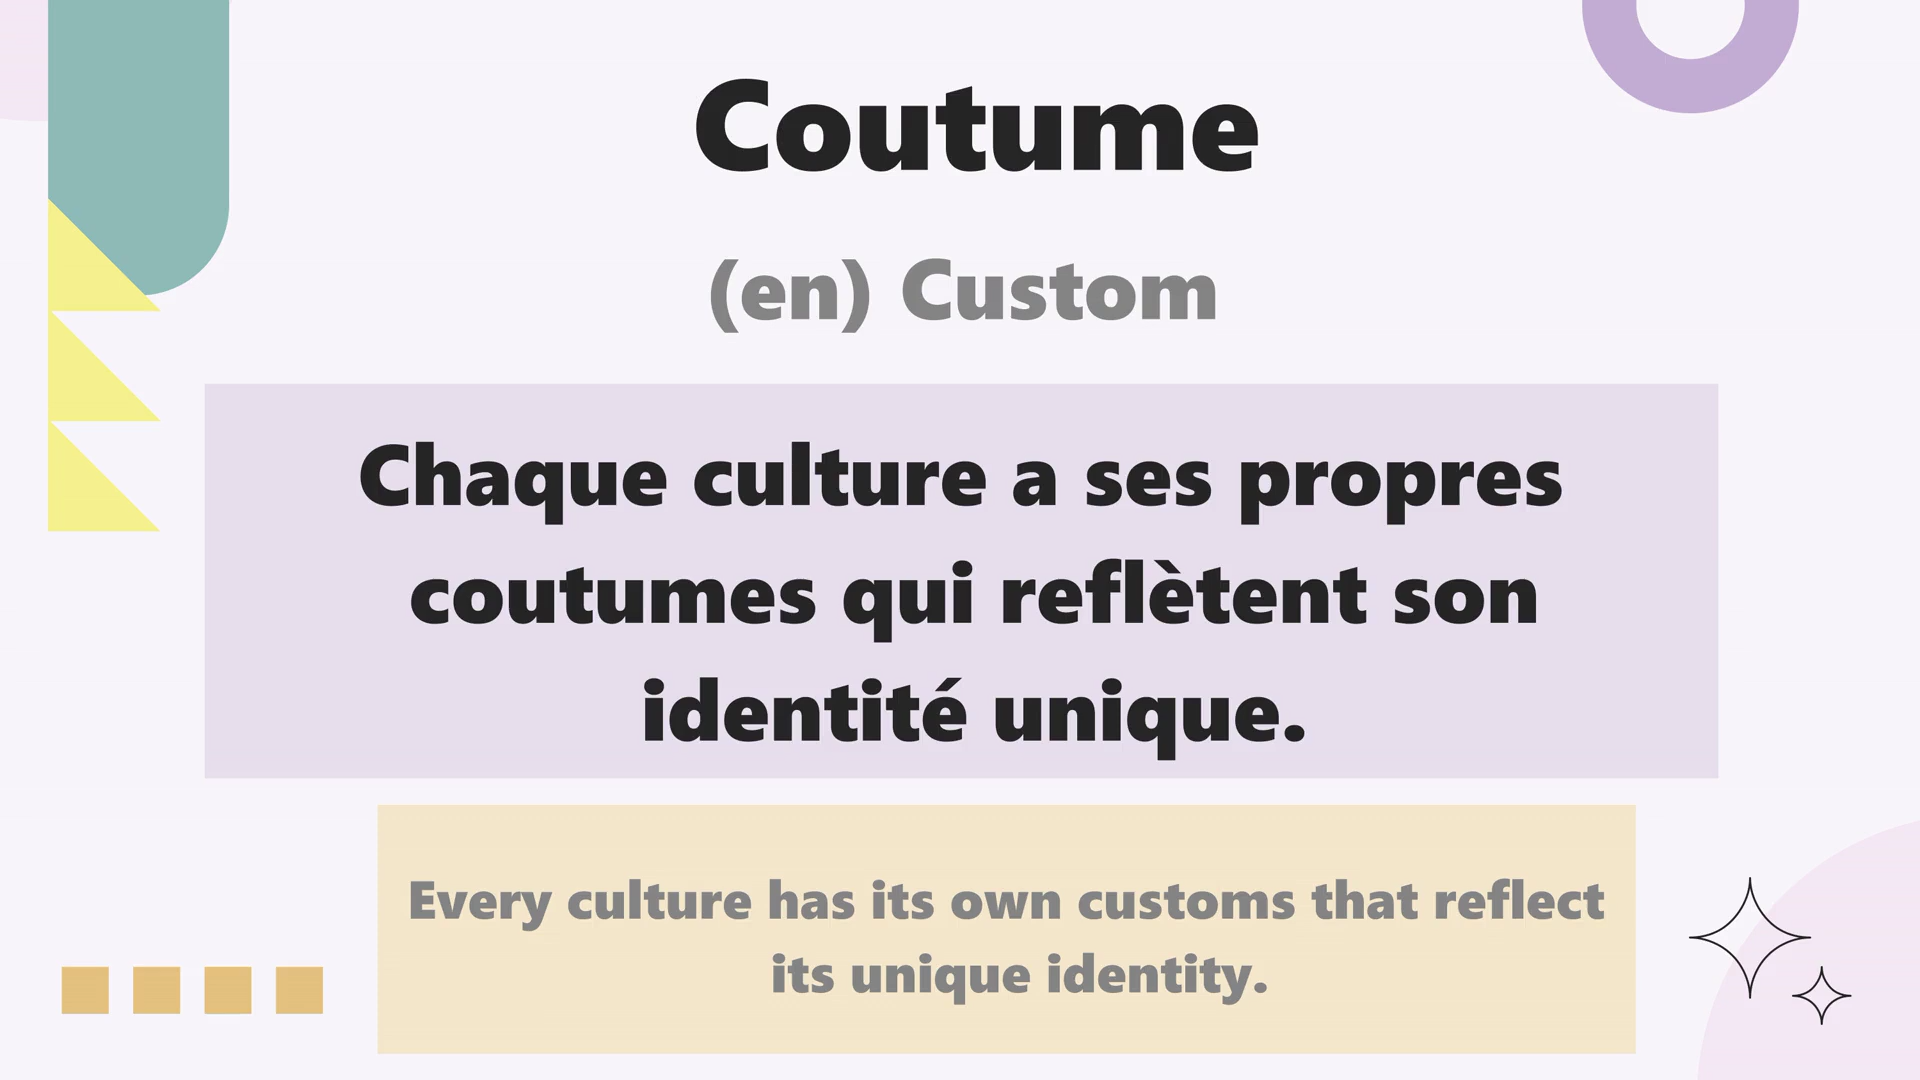 Coutume
(en) Custom
Chaque culture a ses propres
coutumes qui reflètent son
identité unique.
Every culture has its own customs that reflect
its unique identity.